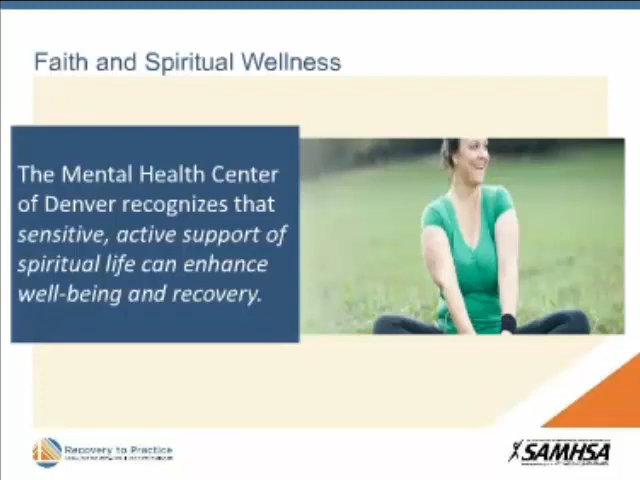 Faith and Spiritual Wellness
The Mental Health Center
of Denver recognizes that
sensitive, active support of
spiritual life can enhance
well-being and recovery.
Recovery to Practice
SAMHSA